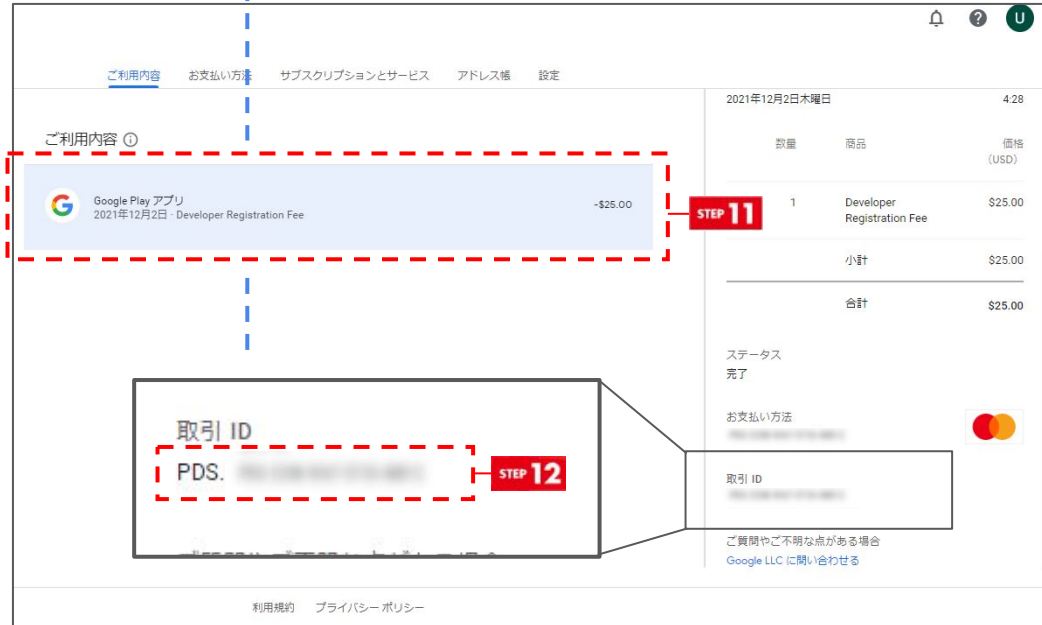 U
ご利用内容 お支払い方法 サブスクリプションとサービス アドレス帳 設定
ご利用内容
G
Google Play アプリ
2021年12月2日 · Developer Registration Fee
-$25.00
STEP 11
2021年12月2日木曜日 4:28
数量 商品 価格
(USD)
1 Developer $25.00
Registration Fee
小計 $25.00
合計 $25.00
ステータス
完了
お支払い方法
取引 ID
ご質問やご不明な点がある場合
Google LLC に問い合わせる
取引 ID
PDS.
STEP 12
利用規約 プライバシー ポリシー